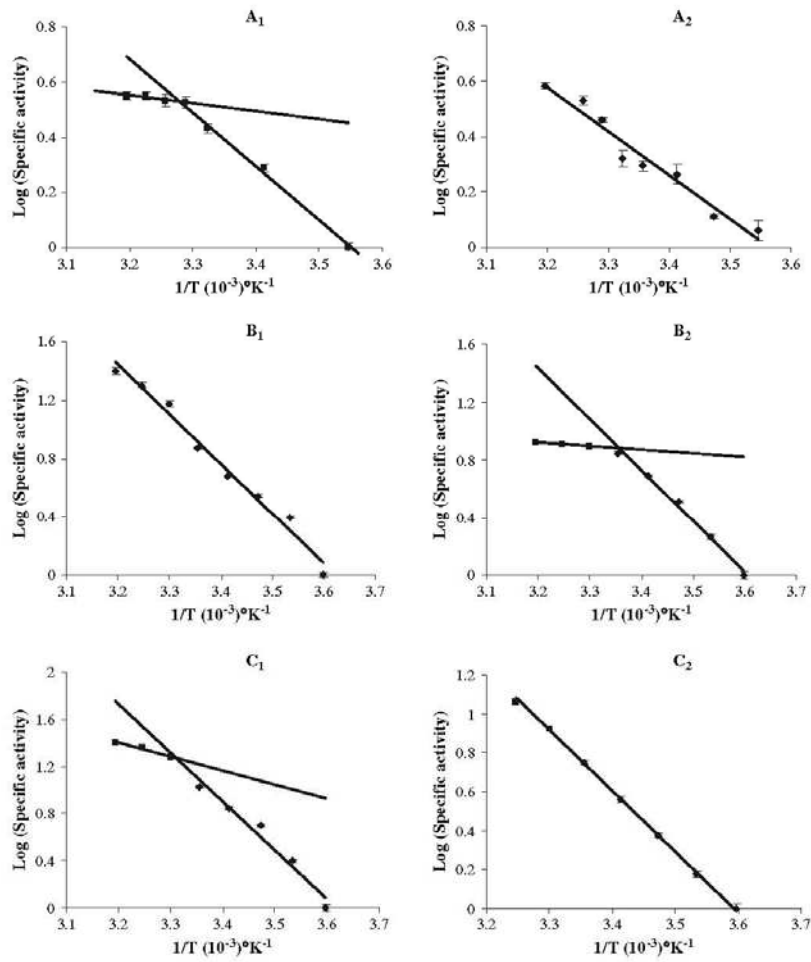 A1
Log (Specific activity)
0.8
0.6
0.4
0.2
0
3.1 3.2 3.3 3.4 3.5 3.6
1/T (10-3)ºK-1
A2
Log (Specific activity)
0.8
0.6
0.4
0.2
0
3.1 3.2 3.3 3.4 3.5 3.6
1/T (10-3)ºK-1
B1
Log (Specific activity)
1.6
1.2
0.8
0.4
0
3.1 3.2 3.3 3.4 3.5 3.6 3.7
1/T (10-3)ºK-1
B2
Log (Specific activity)
1.6
1.2
0.8
0.4
0
3.1 3.2 3.3 3.4 3.5 3.6 3.7
1/T (10-3)ºK-1
C1
Log (Specific activity)
2
1.6
1.2
0.8
0.4
0
3.1 3.2 3.3 3.4 3.5 3.6 3.7
1/T (10-3)ºK-1
C2
Log (Specific activity)
1.2
1
0.8
0.6
0.4
0.2
0
3.2 3.3 3.4 3.5 3.6 3.7
1/T (10-3)ºK-1